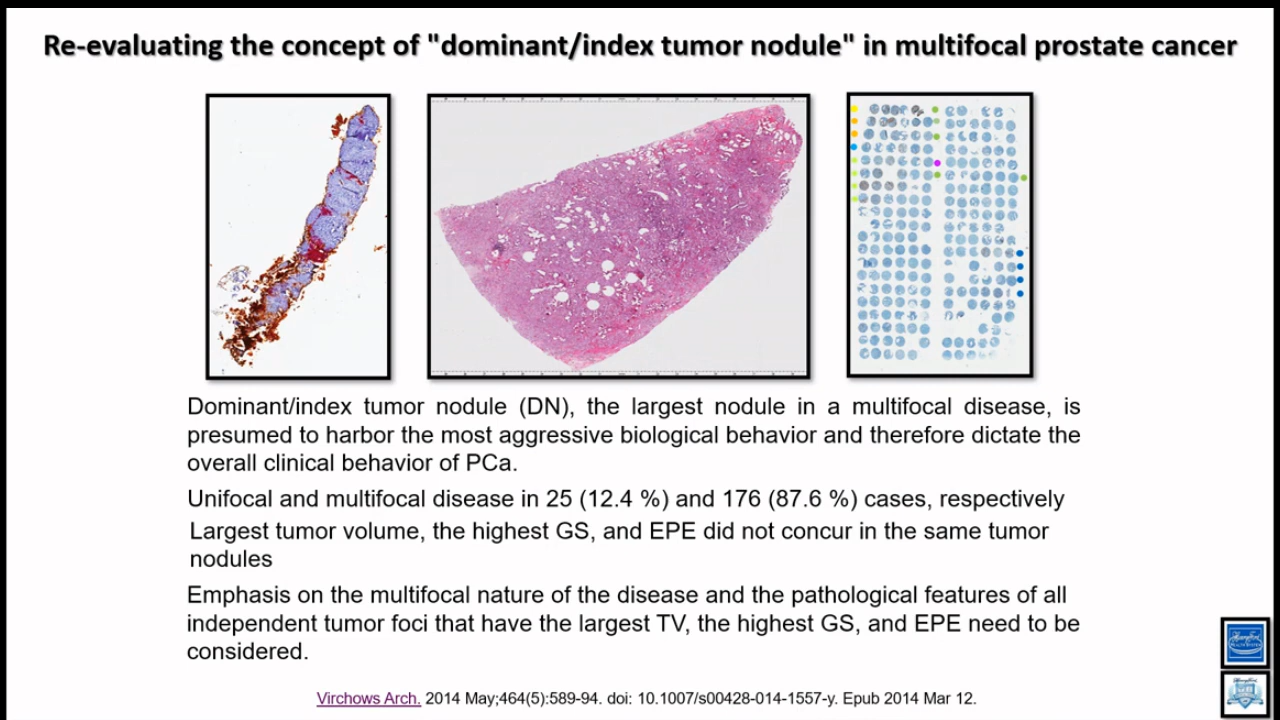 Re-evaluating the concept of "dominant/index tumor nodule" in multifocal prostate cancer
Dominant/index tumor nodule (DN), the largest nodule in a multifocal disease, is
presumed to harbor the most aggressive biological behavior and therefore dictate the
overall clinical behavior of PCa.
Unifocal and multifocal disease in 25 (12.4 %) and 176 (87.6 %) cases, respectively
Largest tumor volume, the highest GS, and EPE did not concur in the same tumor
nodules
Emphasis on the multifocal nature of the disease and the pathological features of all
independent tumor foci that have the largest TV, the highest GS, and EPE need to be
considered.
Virchows Arch. 2014 May;464(5):589-94. doi: 10.1007/s00428-014-1557-y. Epub 2014 Mar 12.